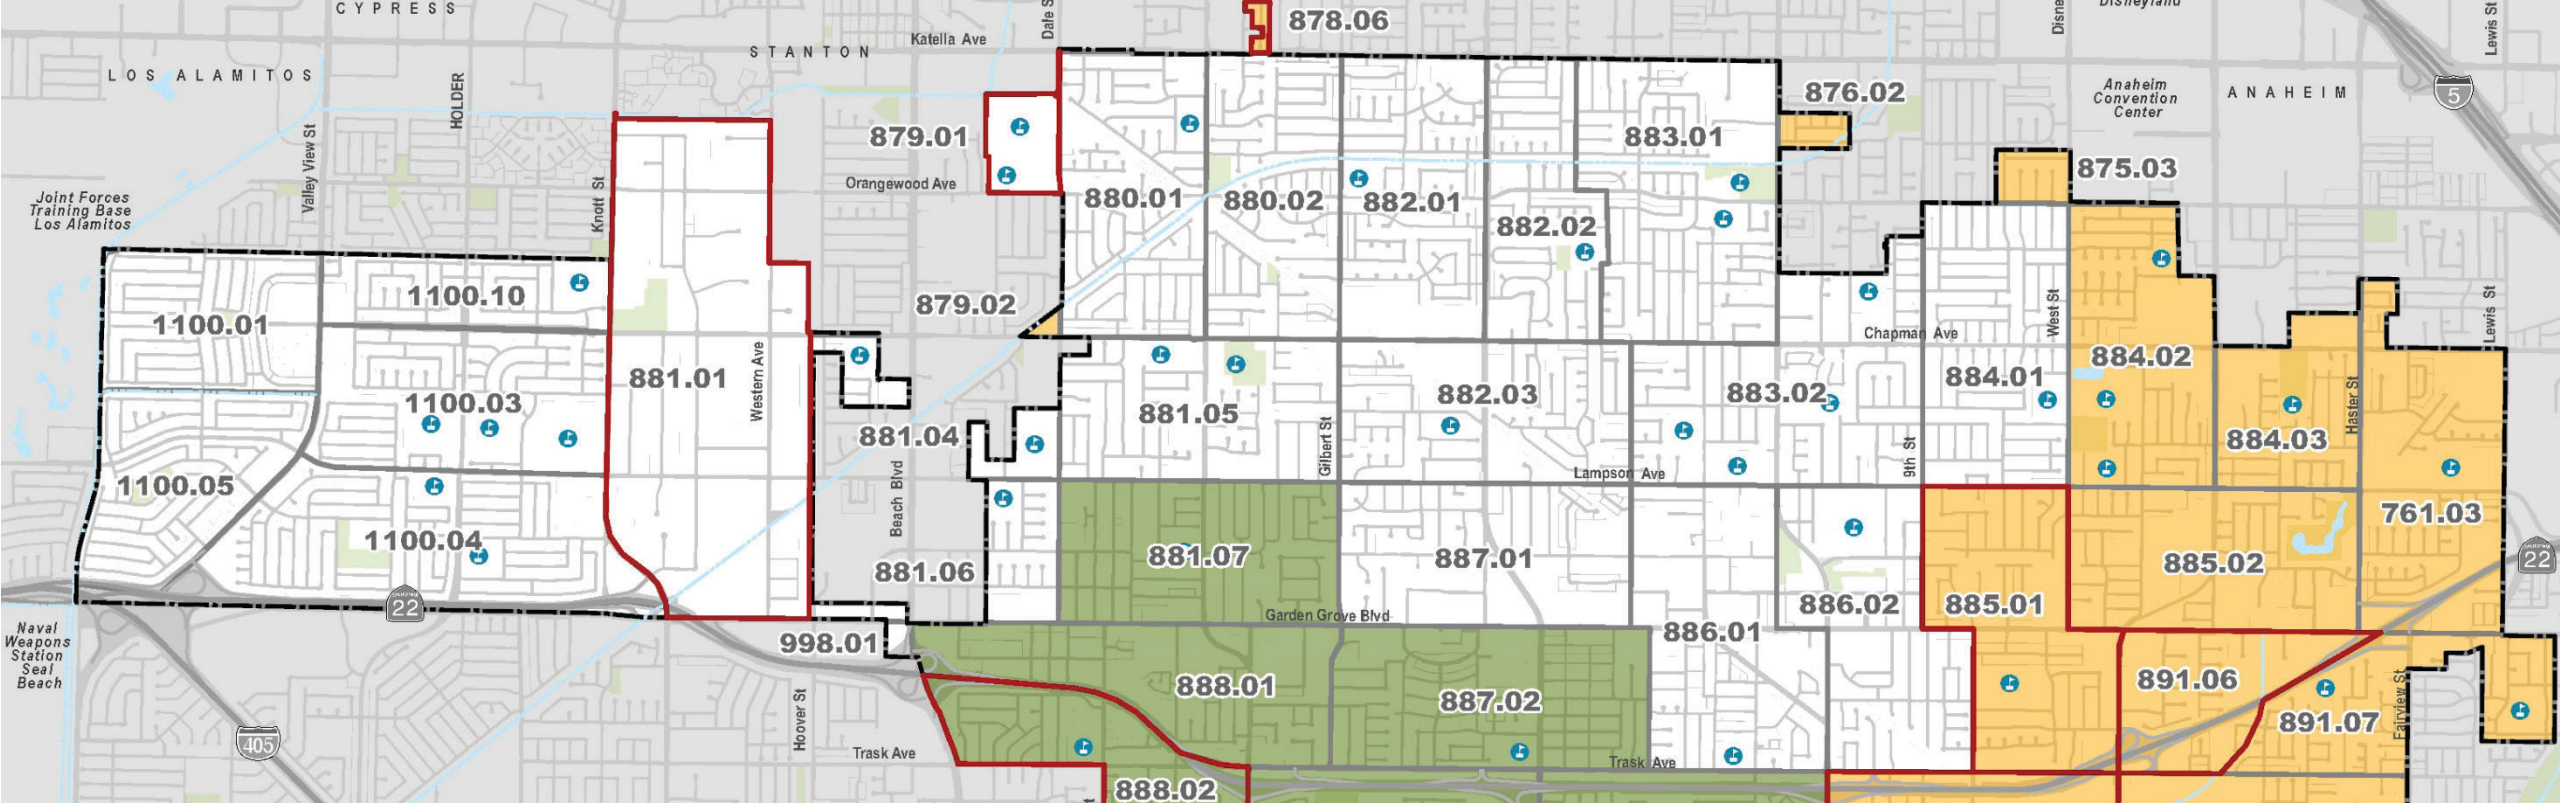 CYPRESS
Dale S
878.06
Disne
Disneyland
Lewis St
Katella Ave
STANTON
LOS ALAMITOS
HOLDER
876.02
Anaheim
Convention
Center
ANAHEIM
5
879.01
883.01
Valley View St
Knott St
Orangewood Ave
875.03
Joint Forces
Training Base
Los Alamitos
880.01
880.02
882.01
882.02
1100.10
879.02
1100.01
West St
Lewis St
Chapman Ave
884.02
881.01
Western Ave
884.01
1100.03
882.03
883.02
881.05
Haster St
881.04
884.03
Gilbert St
9th St
Lampson Ave
1100.05
Beach Blvd
761.03
1100.04
881.07
887.01
885.02
22
881.06
22
885.01
886.02
Garden Grove Blvd
Naval
Weapons
Station
Seal
Beach
998.01
886.01
888.01
891.06
887.02
Hoover St
Fairview St
891.07
405
Trask Ave
Trask Ave
888.02